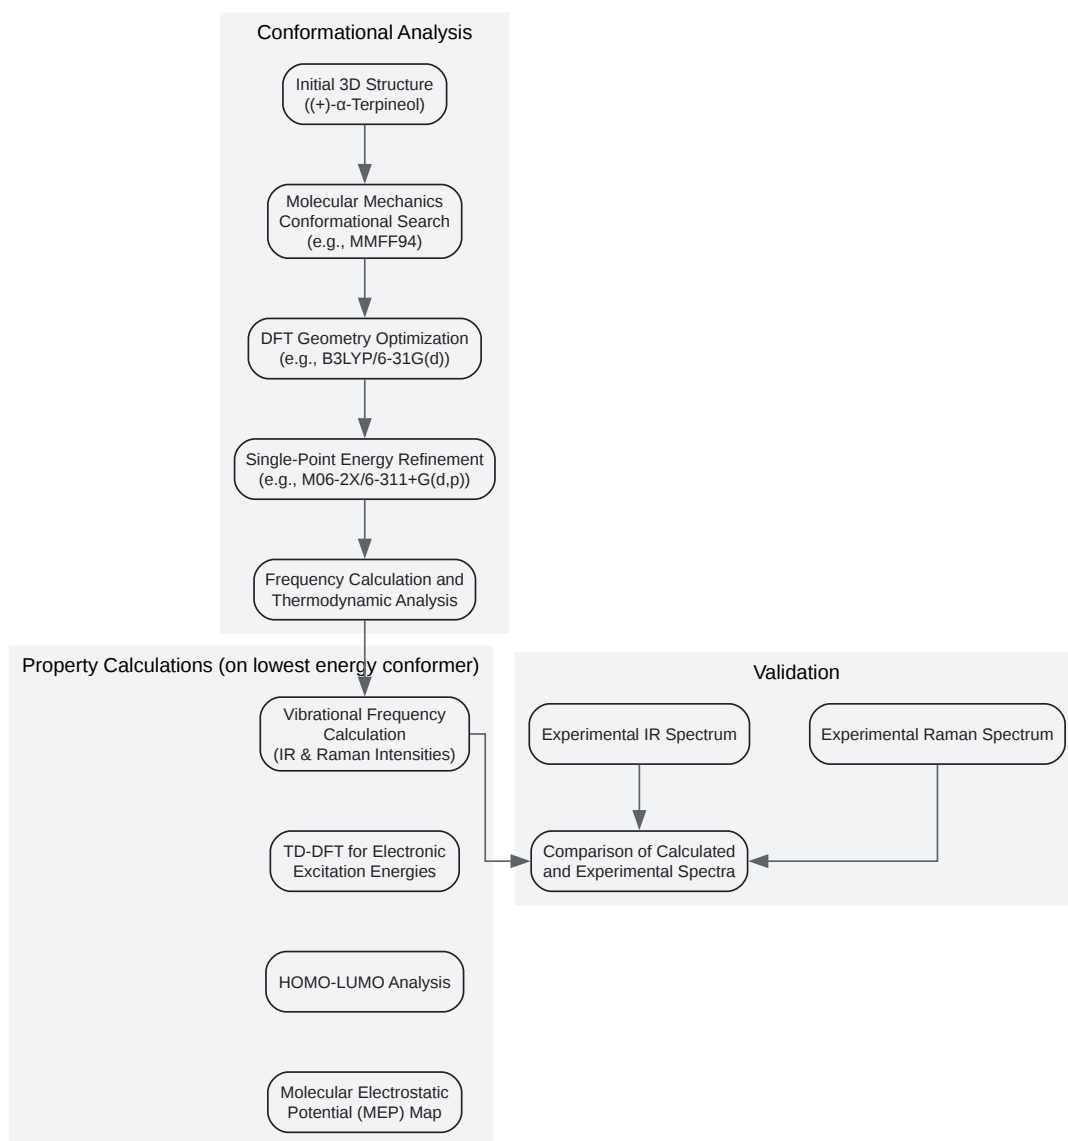 Conformational Analysis
Initial 3D Structure
((+)-α-Terpineol)
Molecular Mechanics
Conformational Search
(e.g., MMFF94)
DFT Geometry Optimization
(e.g., B3LYP/6-31G(d))
Single-Point Energy Refinement
(e.g., M06-2X/6-311+G(d,p))
Frequency Calculation and
Thermodynamic Analysis
Property Calculations (on lowest energy conformer)
Vibrational Frequency
Calculation
(IR & Raman Intensities)
TD-DFT for Electronic
Excitation Energies
HOMO-LUMO Analysis
Molecular Electrostatic
Potential (MEP) Map
Validation
Experimental IR Spectrum
Experimental Raman Spectrum
Comparison of Calculated
and Experimental Spectra